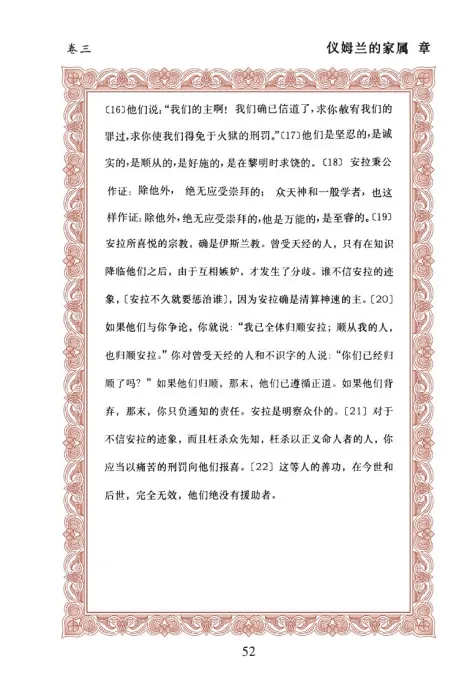 卷三
仪姆兰的家属 章
〔16〕他们说:“我们的主啊!我们确已信道了,求你赦宥我们的
罪过,求你使我们得免于火狱的刑罚。”〔17〕他们是坚忍的,是诚
实的,是顺从的,是好施的,是在黎明时求饶的。〔18〕 安拉秉公
作证:除他外, 绝无应受崇拜的; 众天神和一般学者,也这
样作证:除他外,绝无应受崇拜的,他是万能的,是至睿的。〔19〕
安拉所喜悦的宗教,确是伊斯兰教。曾受天经的人,只有在知识
降临他们之后,由于互相嫉妒,才发生了分歧。谁不信安拉的迹
象,〔安拉不久就要惩治谁〕,因为安拉确是清算神速的主。〔20〕
如果他们与你争论,你就说:“我已全体归顺安拉;顺从我的人,
也归顺安拉。”你对曾受天经的人和不识字的人说:“你们已经归
顺了吗?”如果他们归顺,那末,他们已遵循正道。如果他们背
弃,那末,你只负通知的责任。安拉是明察众仆的。〔21〕对于
不信安拉的迹象,而且枉杀众先知,枉杀以正义命人者的人,你
应当以痛苦的刑罚向他们报喜。〔22〕这等人的善功,在今世和
后世,完全无效,他们绝没有援助者。
52